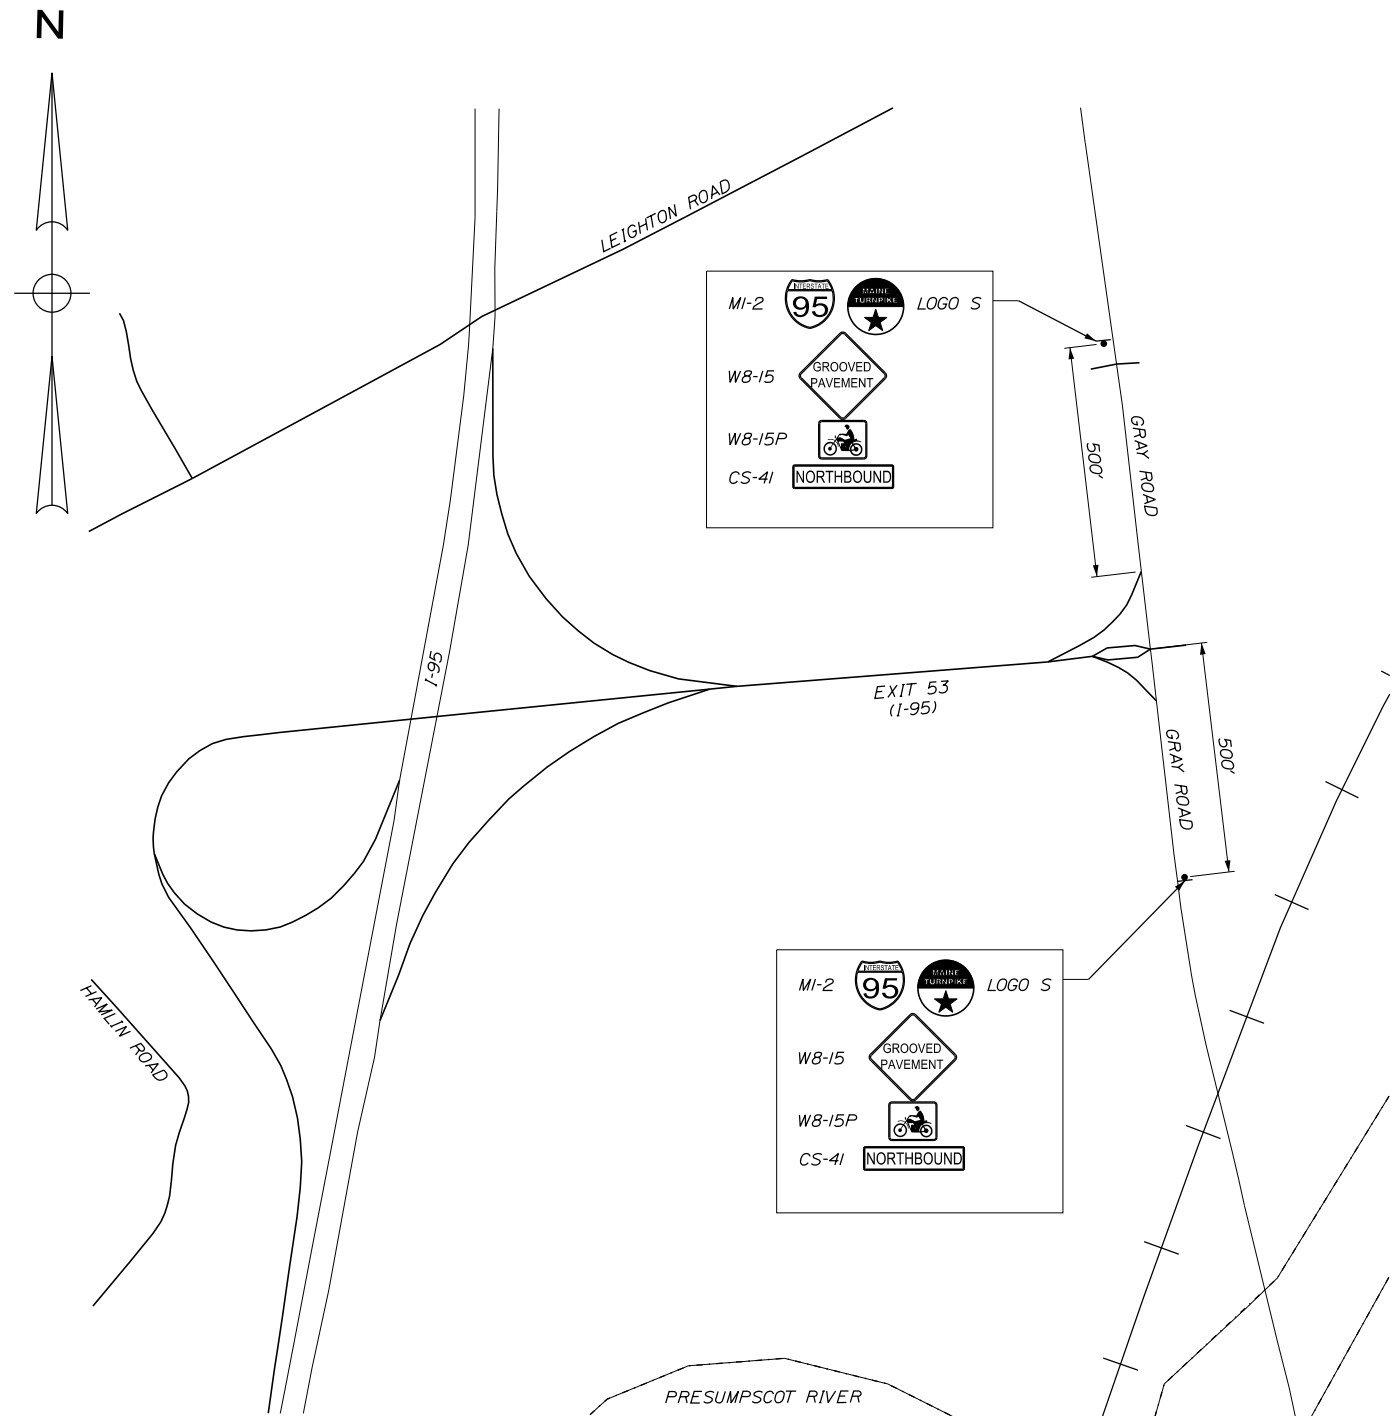 N
LEIGHTON ROAD
M1-2
INTERSTATE
95
MAINE
TURNPIKE
LOGO S
W8-15
GROOVED
PAVEMENT
W8-15P
CS-41
NORTHBOUND
500'
GRAY ROAD
I-95
EXIT 53
(I-95)
GRAY ROAD
500'
M1-2
INTERSTATE
95
MAINE
TURNPIKE
LOGO S
W8-15
GROOVED
PAVEMENT
W8-15P
CS-41
NORTHBOUND
HAMLIN ROAD
PRESUMPSCOT RIVER